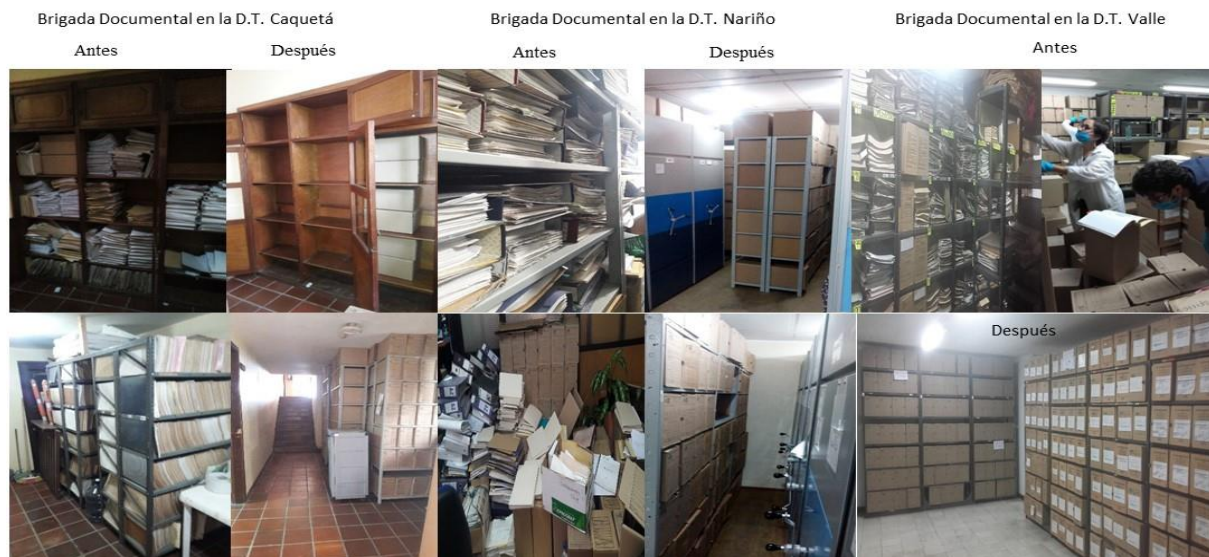 Brigada Documental en la D.T. Caquetá
Antes
Después
Brigada Documental en la D.T. Nariño
Antes
Después
Brigada Documental en la D.T. Valle
Antes
Después